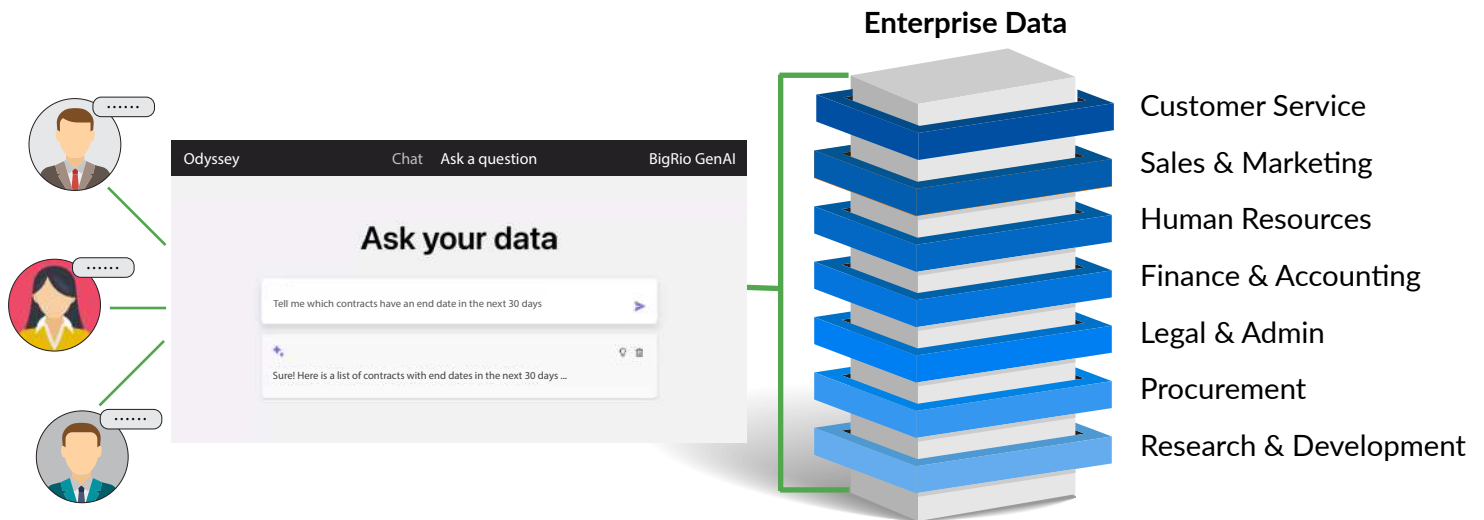 Enterprise Data
Odyssey Chat Ask a question BigRio GenAI
Ask your data
Tell me which contracts have an end date in the next 30 days
Sure! Here is a list of contracts with end dates in the next 30 days ...
Customer Service
Sales & Marketing
Human Resources
Finance & Accounting
Legal & Admin
Procurement
Research & Development